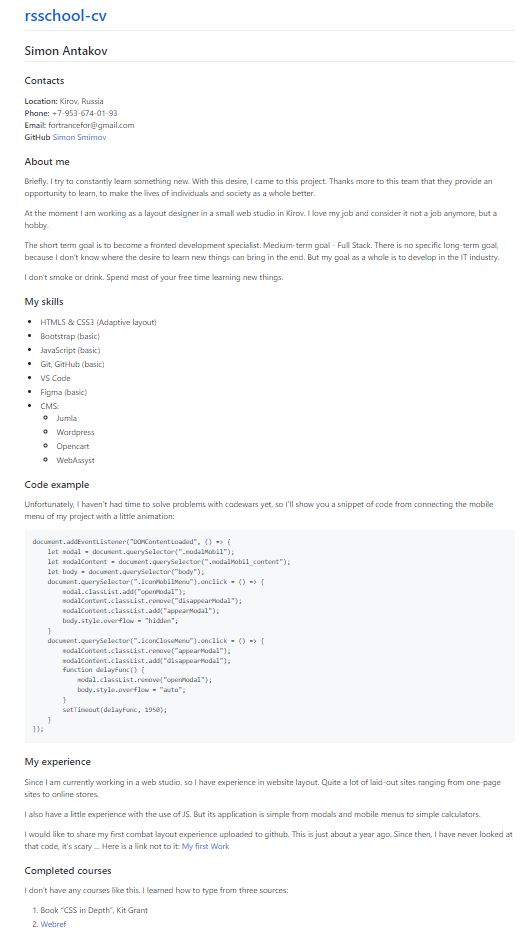 rsschool-cv
Simon Antakov
Contacts
Location: Kirov, Russia
Phone: +7-953-674-01-93
Email: fortrancefor@gmail.com
GitHub Simon Smirnov
About me
Briefly. I try to constantly learn something new. With this desire, I came to this project. Thanks more to this team that they provide an
opportunity to learn, to make the lives of individuals and society as a whole better.
At the moment I am working as a layout designer in a small web studio in Kirov. I love my job and consider it not a job anymore, but a
hobby.
The short term goal is to become a fronted development specialist. Medium-term goal - Full Stack. There is no specific long-term goal,
because I don't know where the desire to learn new things can bring in the end. But my goal as a whole is to develop in the IT industry.
I don't smoke or drink. Spend most of your free time learning new things.
My skills
• HTML5 & CSS3 (Adaptive layout)
• Bootstrap (basic)
• JavaScript (basic)
• Git, GitHub (basic)
• VS Code
• Figma (basic)
• CMS:
○ Jumla
○ Wordpress
○ Opencart
○ WebAssyst
Code example
Unfortunately, I haven't had time to solve problems with codewars yet, so I'll show you a snippet of code from connecting the mobile
menu of my project with a little animation:
document.addEventListener("DOMContentLoaded", () => {
let modal = document.querySelector(".modalMobil");
let modalContent = document.querySelector(".modalMobil_content");
let body = document.querySelector("body");
document.querySelector(".iconMobilMenu").onclick = () => {
modal.classList.add("openModal");
modalContent.classList.remove("disappearModal");
modalContent.classList.add("appearModal");
body.style.overflow = "hidden";
}
document.querySelector(".iconCloseMenu").onclick = () => {
modalContent.classList.remove("appearModal");
modalContent.classList.add("disappearModal");
function delayFunc() {
modal.classList.remove("openModal");
body.style.overflow = "auto";
}
setTimeout(delayFunc, 1950);
}
});
My experience
Since I am currently working in a web studio, so I have experience in website layout. Quite a lot of laid-out sites ranging from one-page
sites to online stores.
I also have a little experience with the use of JS. But its application is simple from modals and mobile menus to simple calculators.
I would like to share my first combat layout experience uploaded to github. This is just about a year ago. Since then, I have never looked at
that code, it's scary ... Here is a link not to it: My first Work
Completed courses
I don't have any courses like this. I learned how to type from three sources:
1. Book "CSS in Depth", Kit Grant
2. Webref